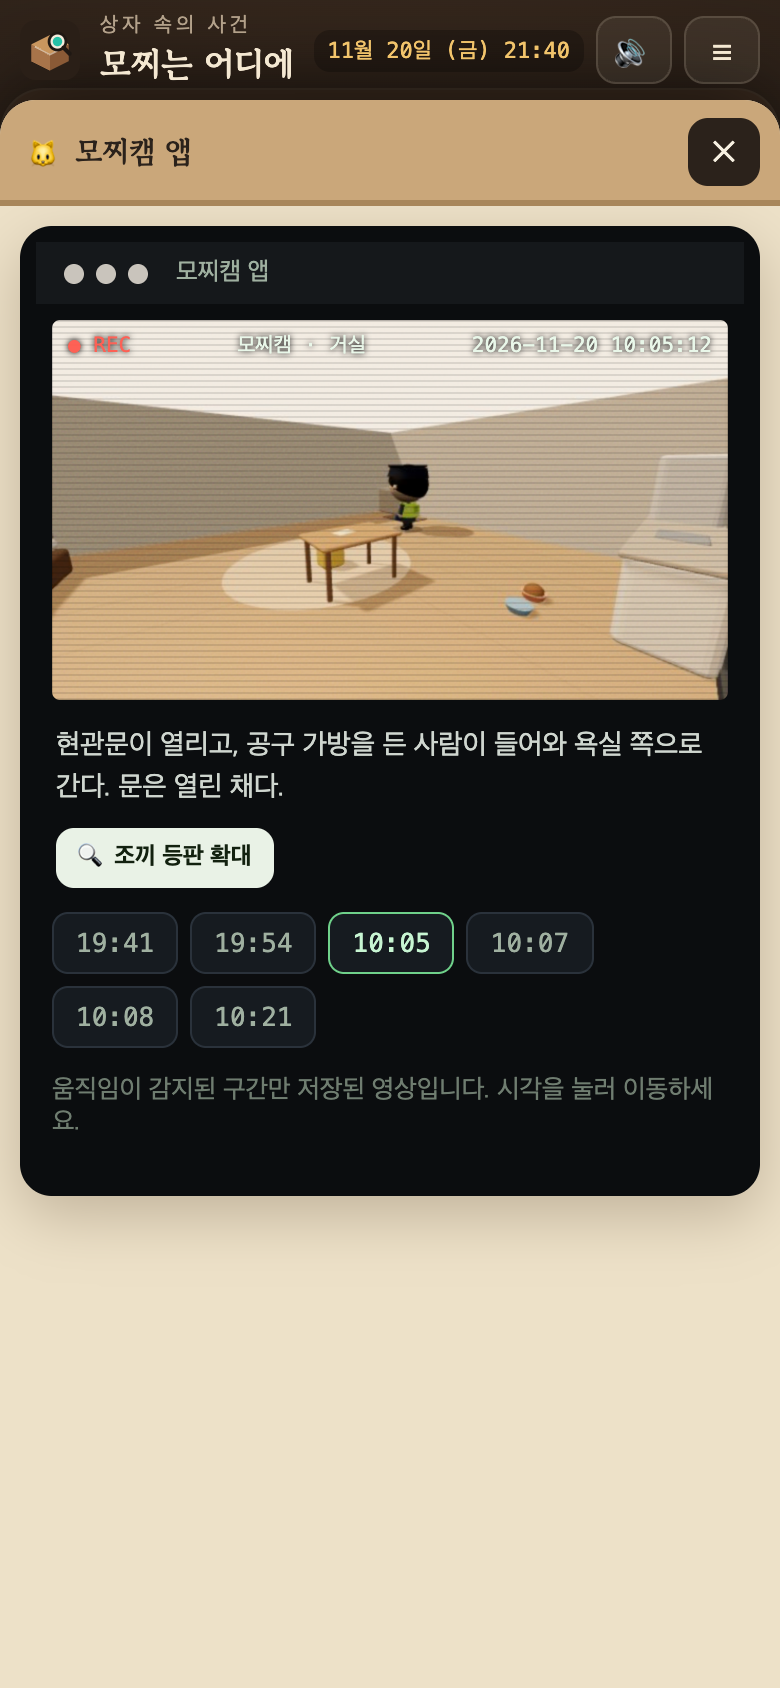 상자 속의 사건
모찌는 어디에
11월 20일 (금) 21:40
모찌캠 앱
모찌캠 앱
REC
모찌캠 · 거실
2026-11-20 10:05:12
현관문이 열리고, 공구 가방을 든 사람이 들어와 욕실 쪽으로
간다. 문은 열린 채다.
조끼 등판 확대
19:41
19:54
10:05
10:07
10:08
10:21
움직임이 감지된 구간만 저장된 영상입니다. 시각을 눌러 이동하세
요.